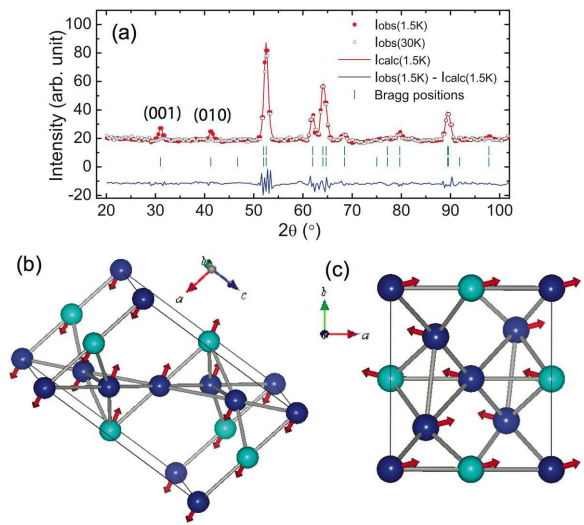 (a)
Iobs(1.5K)
Iobs(30K)
Icalc(1.5K)
Iobs(1.5K) - Icalc(1.5K)
Bragg positions
(001)
(010)
Intensity (arb. unit)
100
80
60
40
20
0
-20
20 30 40 50 60 70 80 90 100
2θ (°)
(b)
b
a
c
(c)
b
a